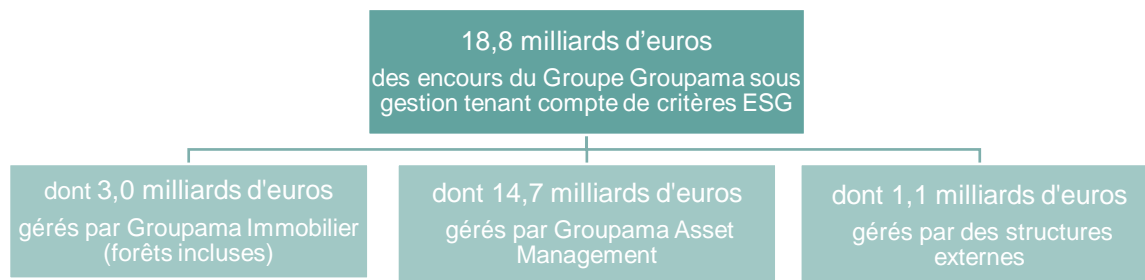 18,8 milliards d’euros
des encours du Groupe Groupama sous
gestion tenant compte de critères ESG
dont 3,0 milliards d'euros
gérés par Groupama Immobilier
(forêts incluses)
dont 14,7 milliards d'euros
gérés par Groupama Asset
Management
dont 1,1 milliards d'euros
gérés par des structures
externes